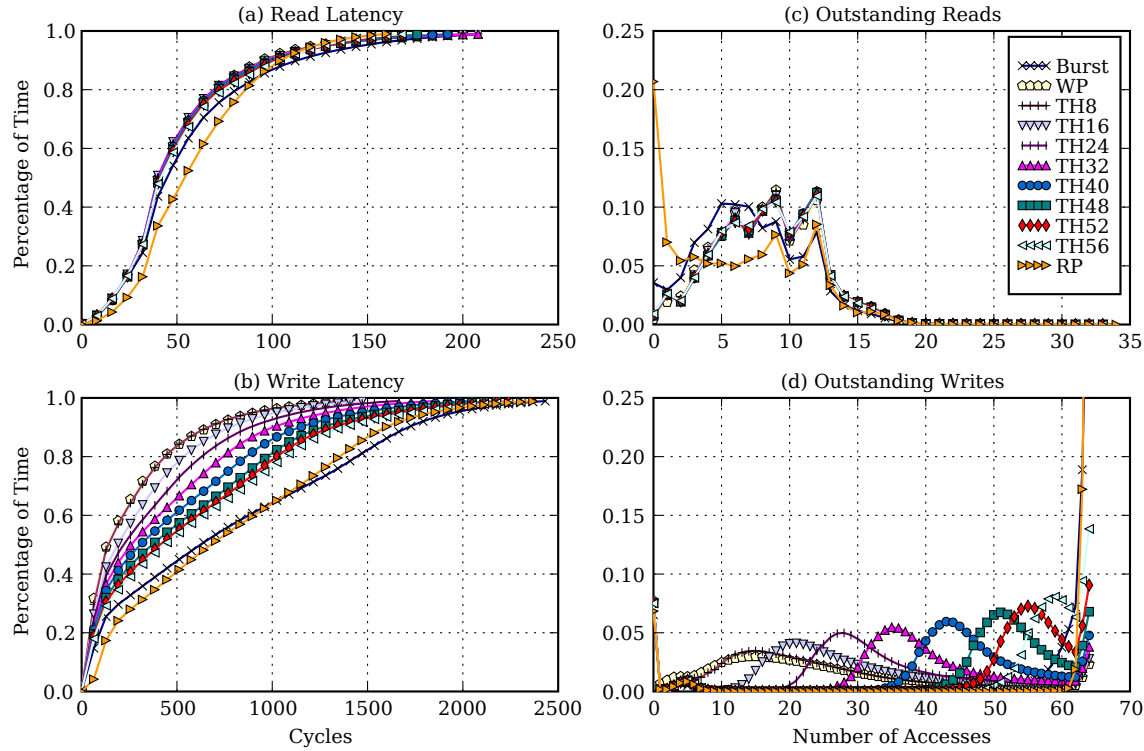 (a) Read Latency
1.0
0.8
0.6
0.4
0.2
0.0
0 50 100 150 200 250
Percentage of Time
(c) Outstanding Reads
0.25
0.20
0.15
0.10
0.05
0.00
0 5 10 15 20 25 30 35
Burst
WP
TH8
TH16
TH24
TH32
TH40
TH48
TH52
TH56
RP
(b) Write Latency
1.0
0.8
0.6
0.4
0.2
0.0
0 500 1000 1500 2000 2500
Percentage of Time
Cycles
(d) Outstanding Writes
0.25
0.20
0.15
0.10
0.05
0.00
0 10 20 30 40 50 60 70
Number of Accesses